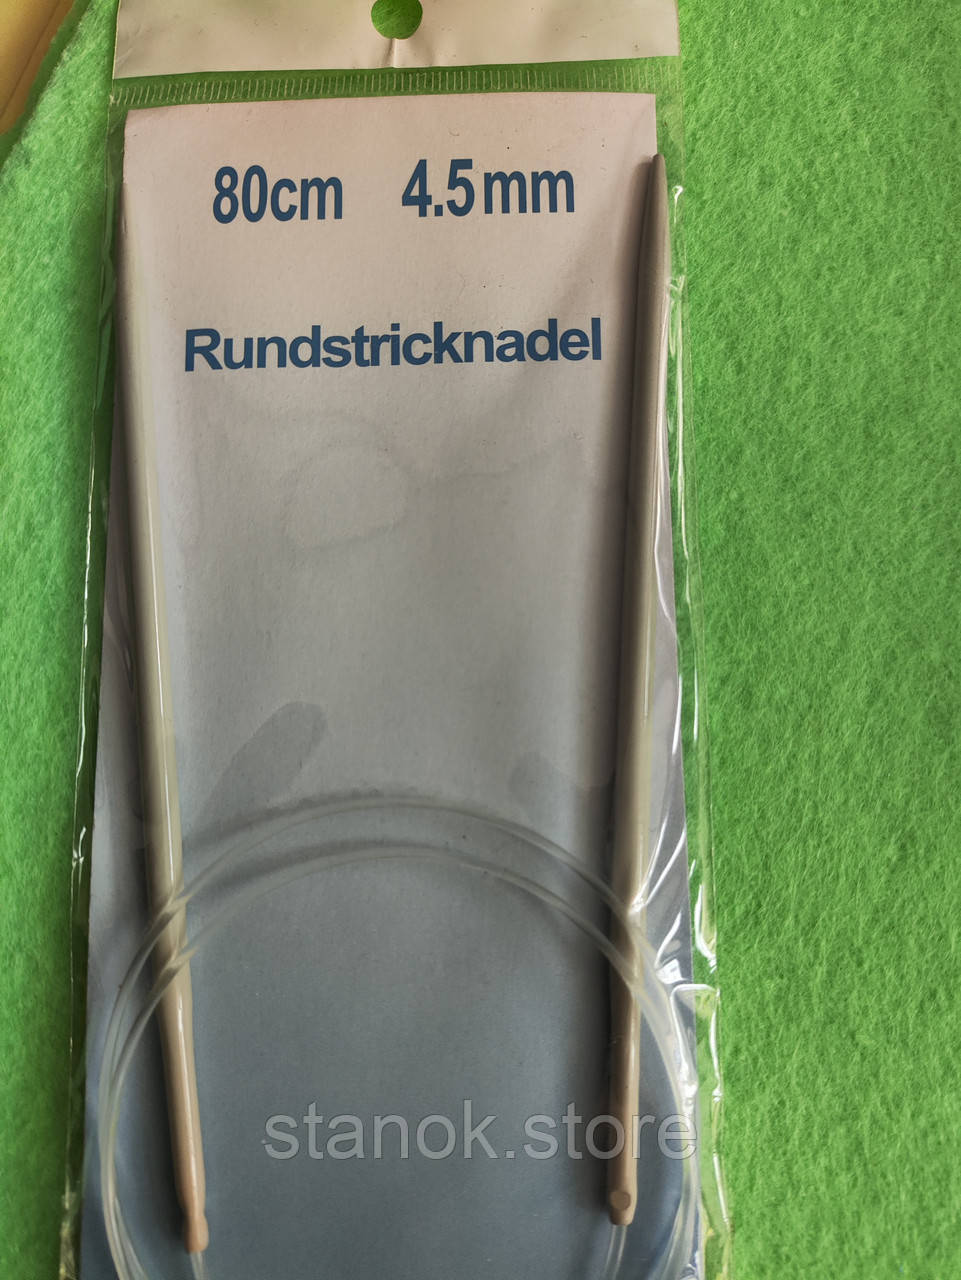 80cm 4.5mm
Rundstricknadel
stanok.store